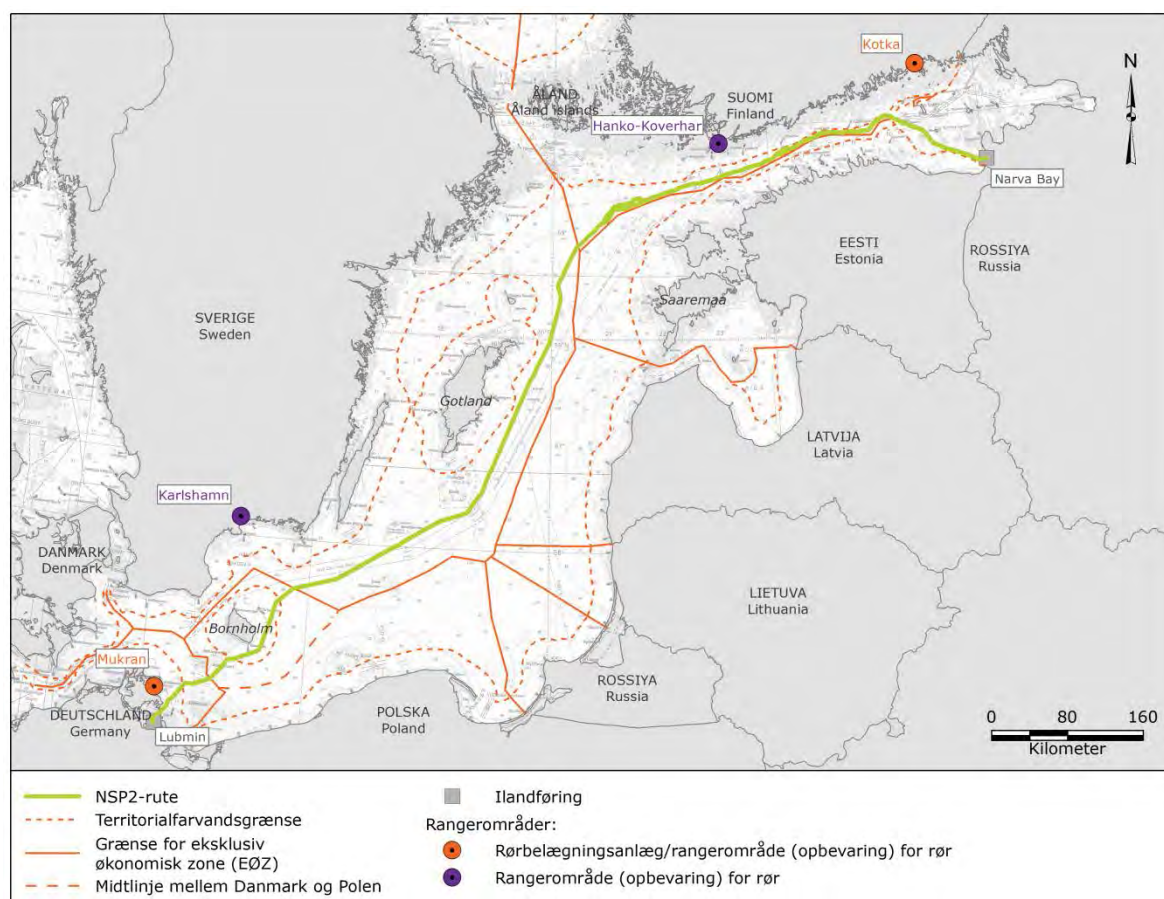 Kotka
N
ÅLAND
Åland islands
SUOMI
Finland
Hanko-Koverhar
Narva Bay
EESTI
Estonia
ROSSIYA
Russia
SVERIGE
Sweden
Saaremaa
Gotland
LATVIJA
Latvia
Karlshamn
DANMARK
Denmark
LIETUVA
Lithuania
Bornholm
Mukran
ROSSIYA
Russia
DEUTSCHLAND
Germany
Lubmin
POLSKA
Poland
0 80 160
Kilometer
NSP2-rute
Territorialfarvandsgrænse
Grænse for eksklusiv
økonomisk zone (EØZ)
Midtlinje mellem Danmark og Polen
Ilandføring
Rangerområder:
Rørbelægningsanlæg/rangerområde (opbevaring) for rør
Rangerområde (opbevaring) for rør